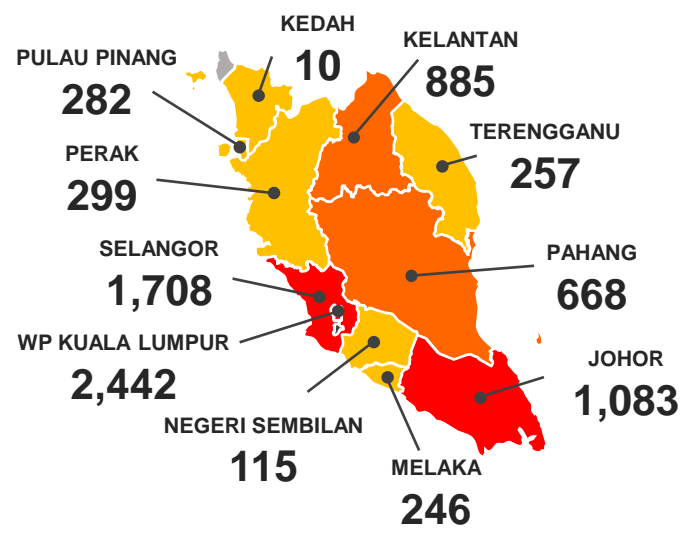 KEDAH
10
KELANTAN
885
PULAU PINANG
282
TERENGGANU
257
PERAK
299
SELANGOR
1,708
PAHANG
668
WP KUALA LUMPUR
2,442
JOHOR
1,083
NEGERI SEMBILAN
115
MELAKA
246